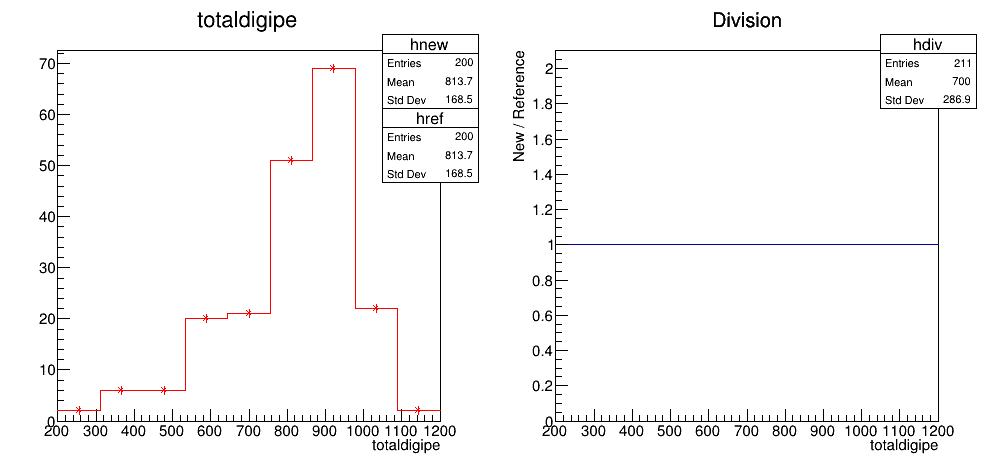 totaldigipe
hnew
Entries 200
Mean 813.7
Std Dev 168.5
href
Entries 200
Mean 813.7
Std Dev 168.5
70
60
50
40
30
20
10
0
200 300 400 500 600 700 800 900 1000 1100 1200
totaldigipe
Division
hdiv
Entries 211
Mean 700
Std Dev 286.9
New / Reference
2
1.8
1.6
1.4
1.2
1
0.8
0.6
0.4
0.2
0
200 300 400 500 600 700 800 900 1000 1100 1200
totaldigipe